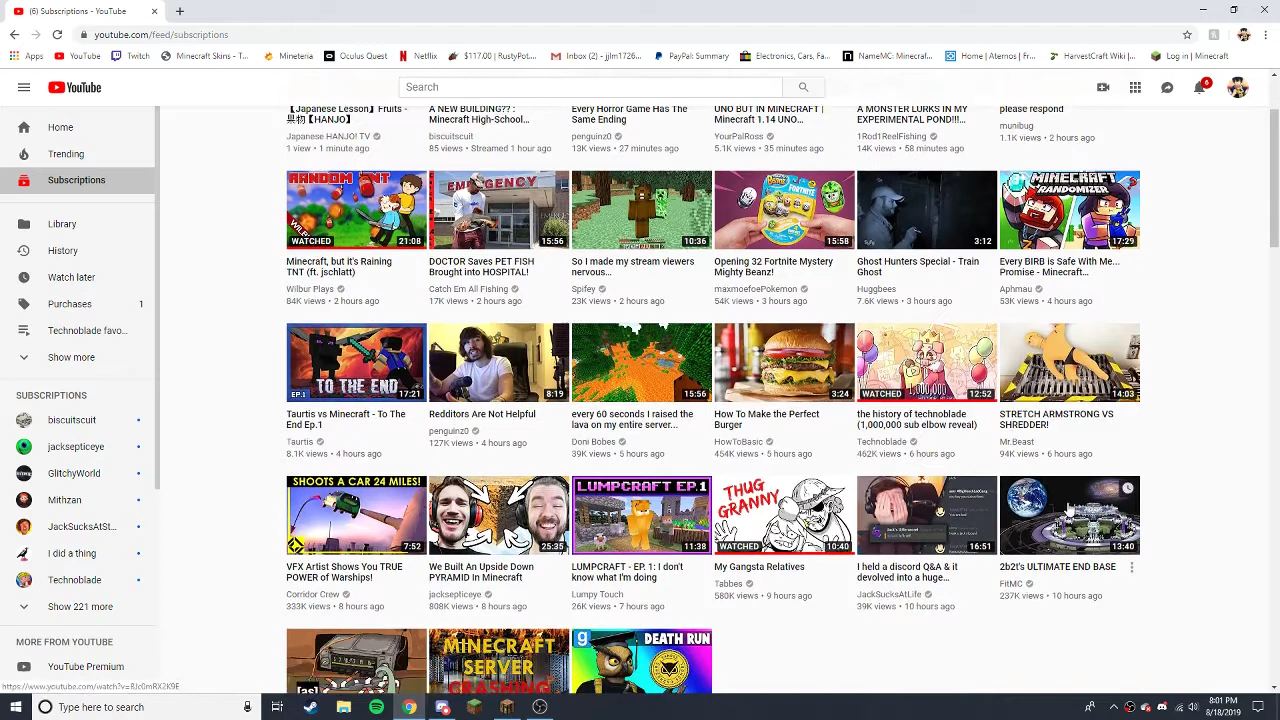 (6) Subscriptions - YouTube
youtube.com/feed/subscriptions
Apps YouTube Twitch Minecraft Skins - T... Mineteria Oculus Quest Netflix $117.00 | RustyPot... Inbox (2) - jjlm1726... PayPal: Summary Electronics, Cars, Fa... NameMC: Minecraf... Home | Aternos | Fr... HarvestCraft Wiki Log in | Minecraft
YouTube
Search
6
Home
Trending
Subscriptions
Library
History
Watch later
Purchases 1
Technoblade favo...
Show more
SUBSCRIPTIONS
biscuitscuit
jacksepticeye
GlitchyWorld
Mithzan
JackSucksAtSt...
I did a thing
Technoblade
Show 221 more
MORE FROM YOUTUBE
YouTube Premium
【Japanese Lesson】Fruits -
果物【HANJO】
Japanese HANJO! TV
1 view • 1 minute ago
A NEW BUILDING?? :
Minecraft High-School...
biscuitscuit
85 views • Streamed 1 hour ago
Every Horror Game Has The
Same Ending
penguinz0
13K views • 27 minutes ago
UNO BUT IN MINECRAFT |
Minecraft 1.14 UNO...
YourPalRoss
5.1K views • 35 minutes ago
A MONSTER LURKS IN MY
EXPERIMENTAL POND!!!...
1Rod1ReelFishing
14K views • 58 minutes ago
please respond
munibug
1.1K views • 2 hours ago
RANDOM TNT
WATCHED
21:08
Minecraft, but it's Raining
TNT (ft. jschlatt)
Wilbur Plays
84K views • 2 hours ago
EMERGENCY
15:56
DOCTOR Saves PET FISH
Brought into HOSPITAL!
Catch Em All Fishing
17K views • 2 hours ago
10:36
So I made my stream viewers
nervous...
Spifey
23K views • 2 hours ago
FORTNITE
15:58
Opening 32 Fortnite Mystery
Mighty Beanz!
maxmoefoePokemon
54K views • 3 hours ago
3:12
Ghost Hunters Special - Train
Ghost
Huggbees
7.6K views • 3 hours ago
MINECRAFT
RANDOMIZER
17:29
Every BIRB is Safe With Me...
Promise - Minecraft...
Aphmau
53K views • 4 hours ago
TO THE END
EP.1
17:21
Taurtis vs Minecraft - To The
End Ep.1
Taurtis
8.1K views • 4 hours ago
8:19
Redditors Are Not Helpful
penguinz0
127K views • 4 hours ago
15:56
every 60 seconds I raised the
lava on my entire server...
Doni Bobes
39K views • 5 hours ago
3:24
How To Make the Perfect
Burger
HowToBasic
454K views • 5 hours ago
1,000,000
WATCHED
12:52
the history of technoblade
(1,000,000 sub elbow reveal)
Technoblade
462K views • 6 hours ago
14:03
STRETCH ARMSTRONG VS
SHREDDER!
Mr.Beast
94K views • 6 hours ago
SHOOTS A CAR 24 MILES!
7:52
VFX Artist Shows You TRUE
POWER of Warships!
Corridor Crew
333K views • 8 hours ago
25:35
We Built An Upside Down
PYRAMID In Minecraft
jacksepticeye
808K views • 8 hours ago
LUMPCRAFT EP.1
11:38
LUMPCRAFT - EP. 1: I don't
know what I'm doing
Lumpy Touch
26K views • 7 hours ago
THUG
GRANNY
WATCHED
10:40
My Gangsta Relatives
Tabbes
580K views • 9 hours ago
16:51
I held a discord Q&A & it
devolved into a huge...
JackSucksAtLife
39K views • 10 hours ago
13:40
2b2t's ULTIMATE END BASE
FitMC
237K views • 10 hours ago
MINECRAFT
SERVER
CRASHING
g DEATH RUN
https://www.youtube.com/watch?v=8Jc0mRX2K9E
Type here to search
8:01 PM
8/18/2019